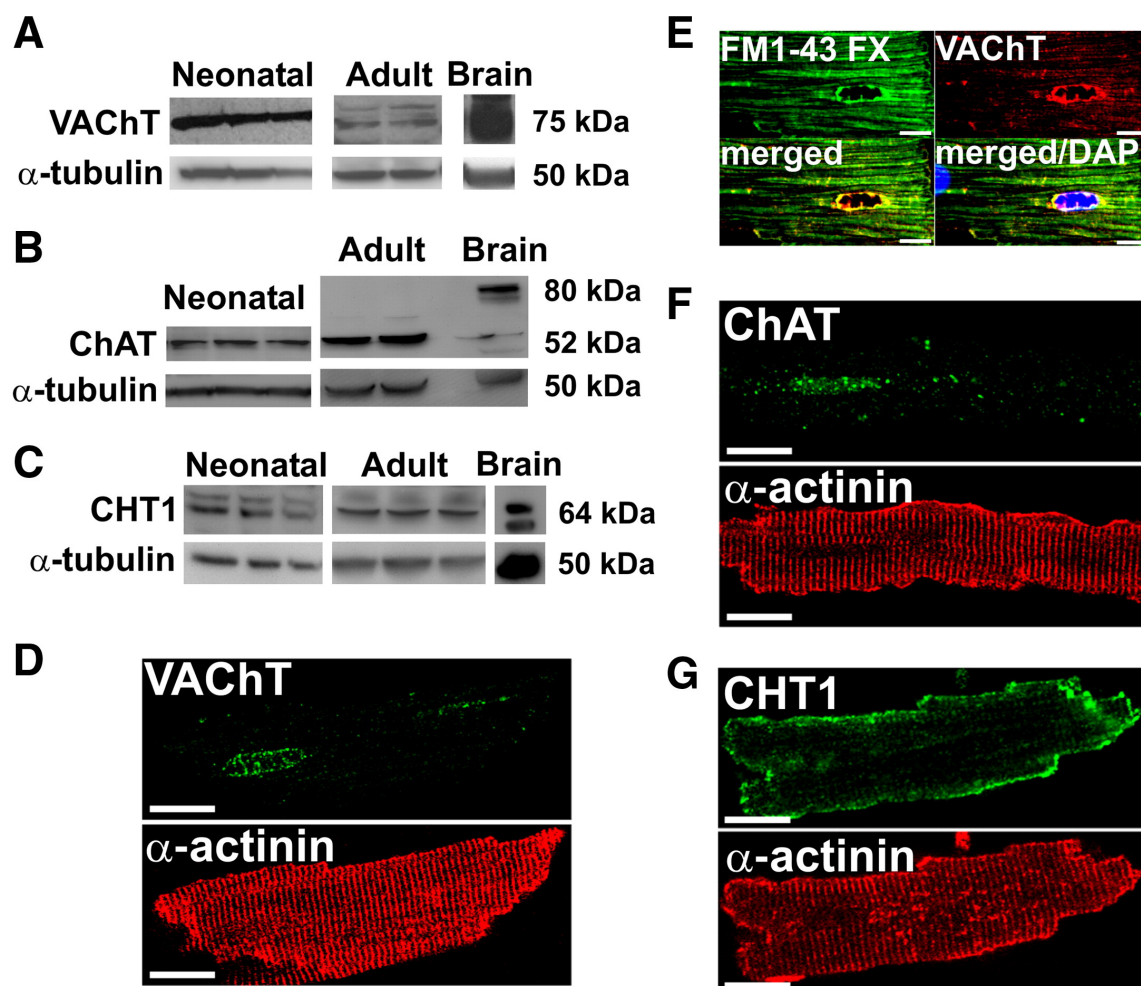 A
Neonatal Adult Brain
VAChT 75 kDa
α-tubulin 50 kDa
B
Adult Brain
80 kDa
Neonatal
ChAT 52 kDa
α-tubulin 50 kDa
C
Neonatal Adult Brain
CHT1 64 kDa
α-tubulin 50 kDa
D
VAChT
α-actinin
E
FM1-43 FX VAChT
merged merged/DAP
F
ChAT
α-actinin
G
CHT1
α-actinin